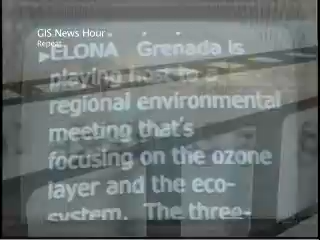 GIS News Hour
Repeat
▶ELONA Grenada is
playing host to a
regional environmental
meeting that's
focusing on the ozone
layer and the eco-
system. The three-